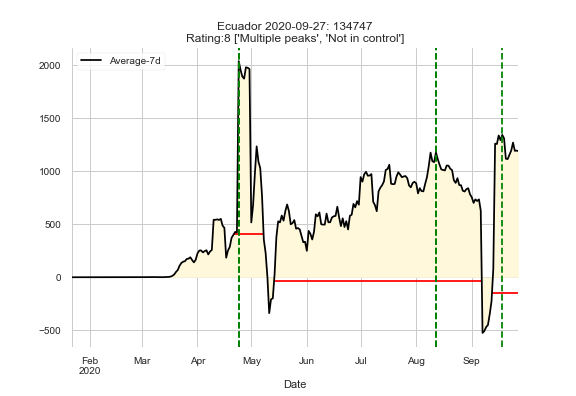 Ecuador 2020-09-27: 134747
Rating:8 ['Multiple peaks', 'Not in control']
Average-7d
2000
1500
1000
500
0
−500
Feb Mar Apr May Jun Jul Aug Sep
2020
Date